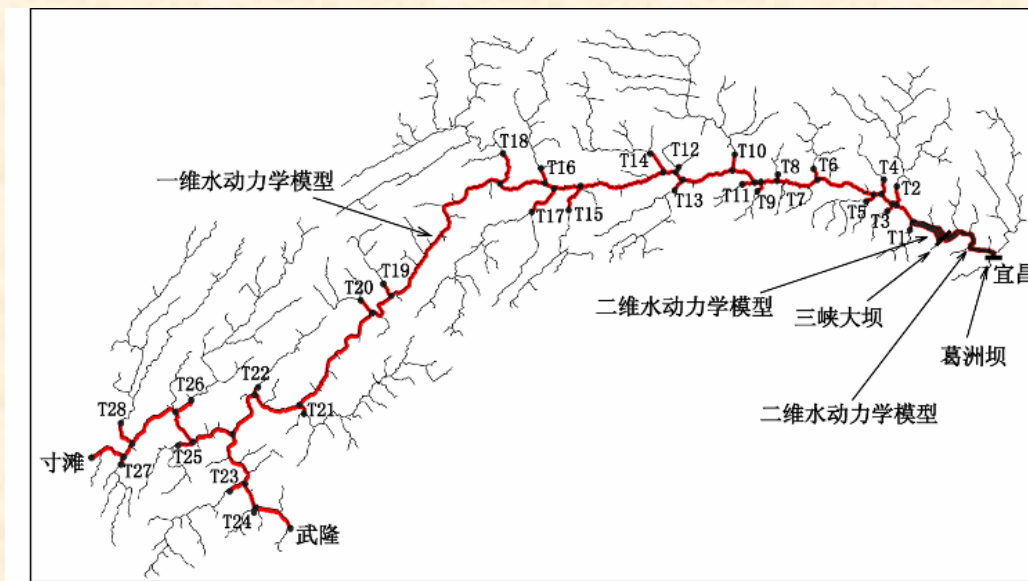 T18
T16
T14
T12
T10
T8
T6
T4
T2
一维水动力学模型
T17
T15
T13
T11
T9
T7
T5
T3
T1
T19
T20
二维水动力学模型
三峡大坝
宜昌
葛洲坝
二维水动力学模型
T22
T26
T21
T28
T25
寸滩
T27
T23
T24
武隆